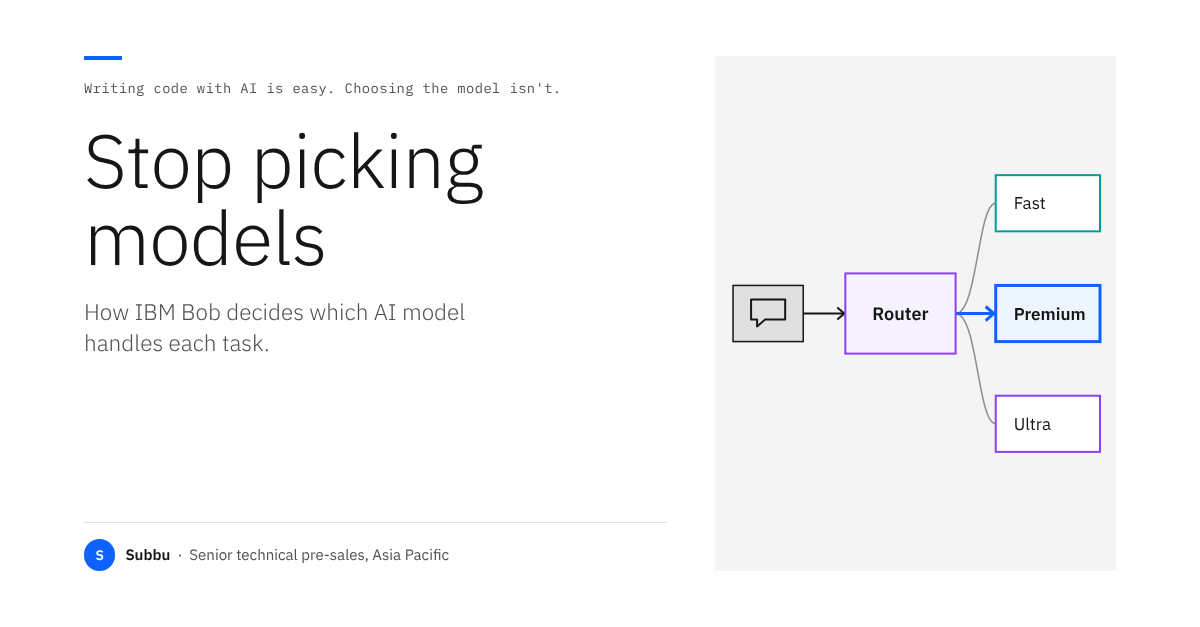 Writing code with AI is easy. Choosing the model isn't.
Stop picking
models
How IBM Bob decides which AI model
handles each task.
S
Subbu · Senior technical pre-sales, Asia Pacific
Router
Fast
Premium
Ultra